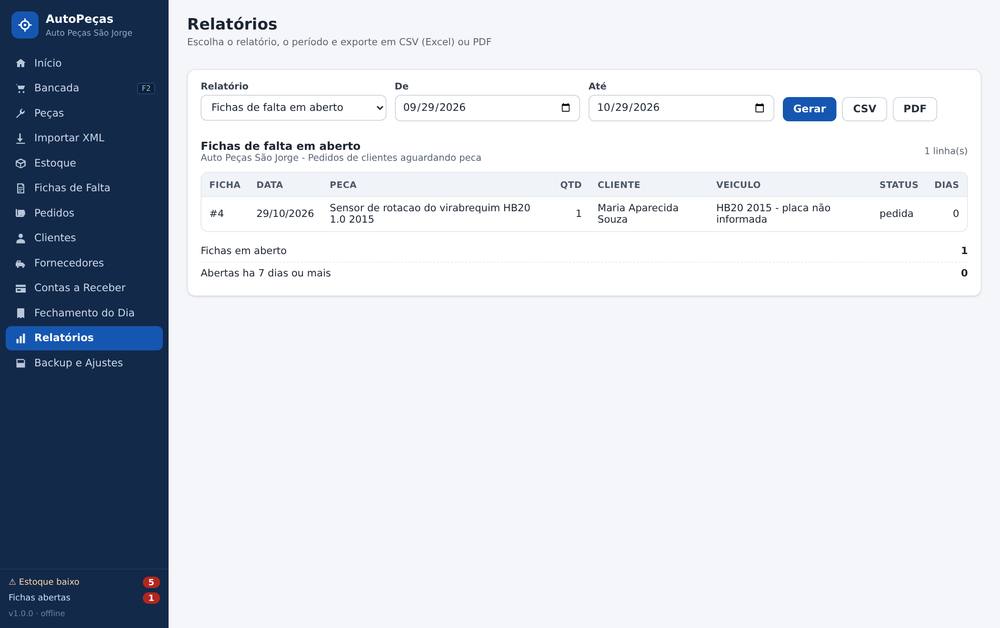 AutoPeças
Auto Peças São Jorge
Início
Bancada F2
Peças
Importar XML
Estoque
Fichas de Falta
Pedidos
Clientes
Fornecedores
Contas a Receber
Fechamento do Dia
Relatórios
Backup e Ajustes
⚠ Estoque baixo 5
Fichas abertas 1
v1.0.0 · offline
Relatórios
Escolha o relatório, o período e exporte em CSV (Excel) ou PDF
Relatório De Até
Fichas de falta em aberto 09/29/2026 10/29/2026 Gerar CSV PDF
Fichas de falta em aberto
Auto Peças São Jorge - Pedidos de clientes aguardando peca
1 linha(s)
FICHA DATA PECA QTD CLIENTE VEICULO STATUS DIAS
#4 29/10/2026 Sensor de rotacao do virabrequim HB20 1.0 2015 1 Maria Aparecida Souza HB20 2015 - placa não informada pedida 0
Fichas em aberto 1
Abertas ha 7 dias ou mais 0